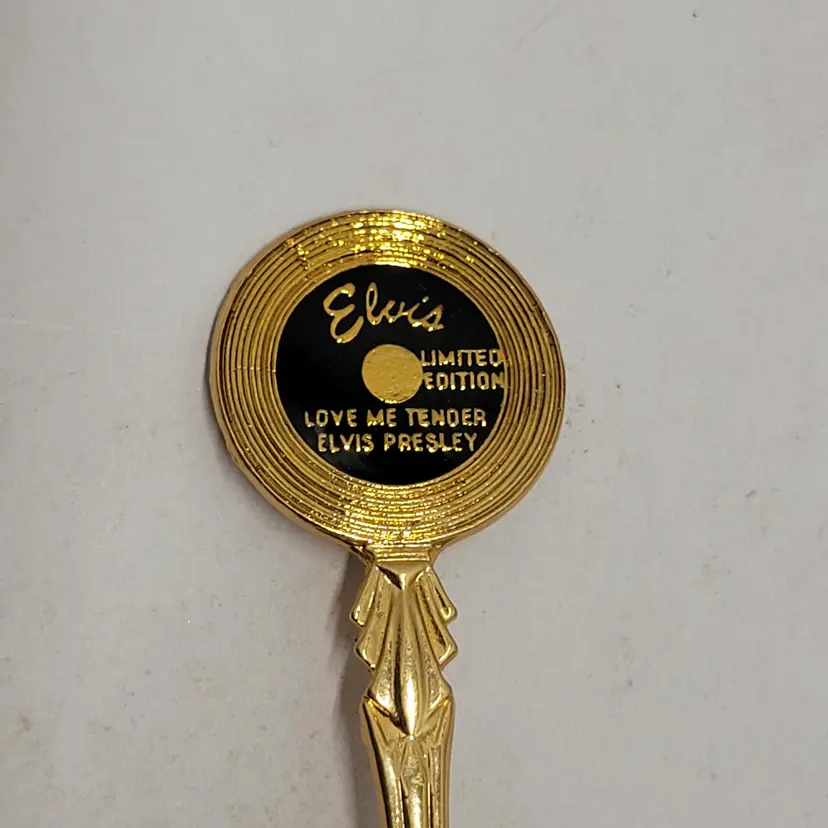 Elvis
LIMITED
EDITION
LOVE ME TENDER
ELVIS PRESLEY